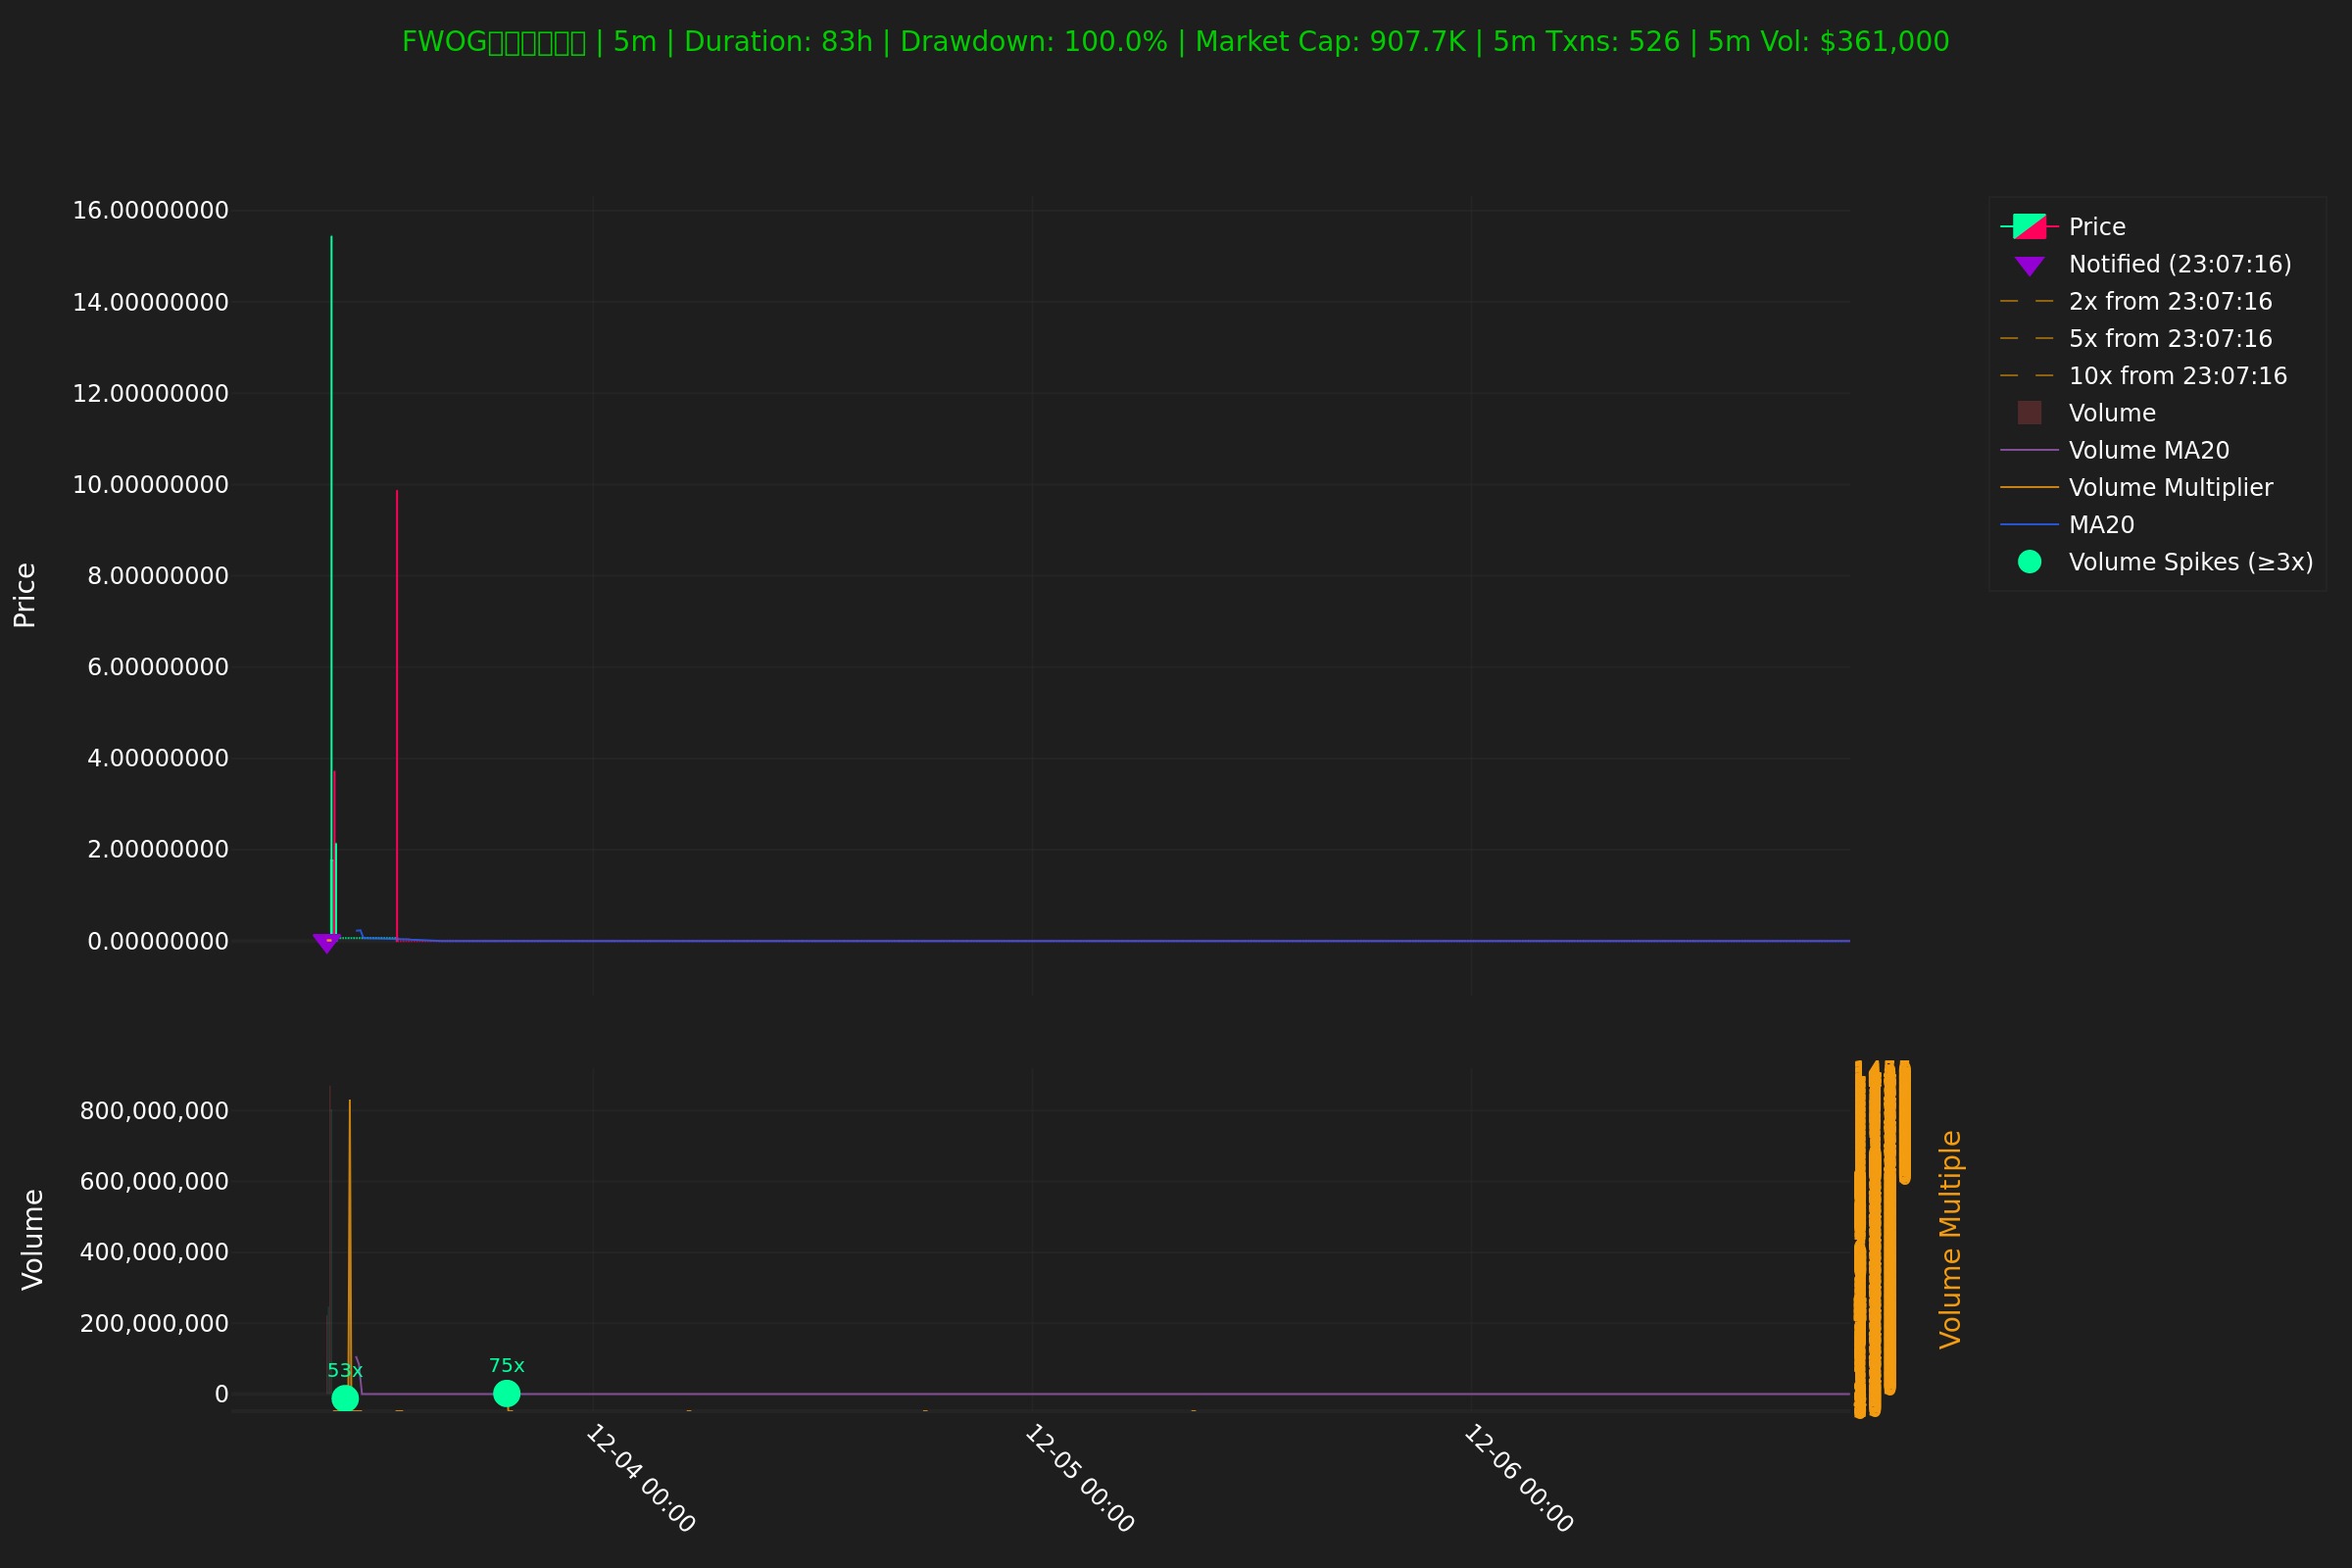 FWOG□□□□□□ | 5m | Duration: 83h | Drawdown: 100.0% | Market Cap: 907.7K | 5m Txns: 526 | 5m Vol: $361,000
16.00000000
14.00000000
12.00000000
10.00000000
8.00000000
6.00000000
4.00000000
2.00000000
0.00000000
Price
Price
Notified (23:07:16)
2x from 23:07:16
5x from 23:07:16
10x from 23:07:16
Volume
Volume MA20
Volume Multiplier
MA20
Volume Spikes (≥3x)
800,000,000
600,000,000
400,000,000
200,000,000
0
Volume
53x
75x
Volume Multiple
12-04 00:00
12-05 00:00
12-06 00:00